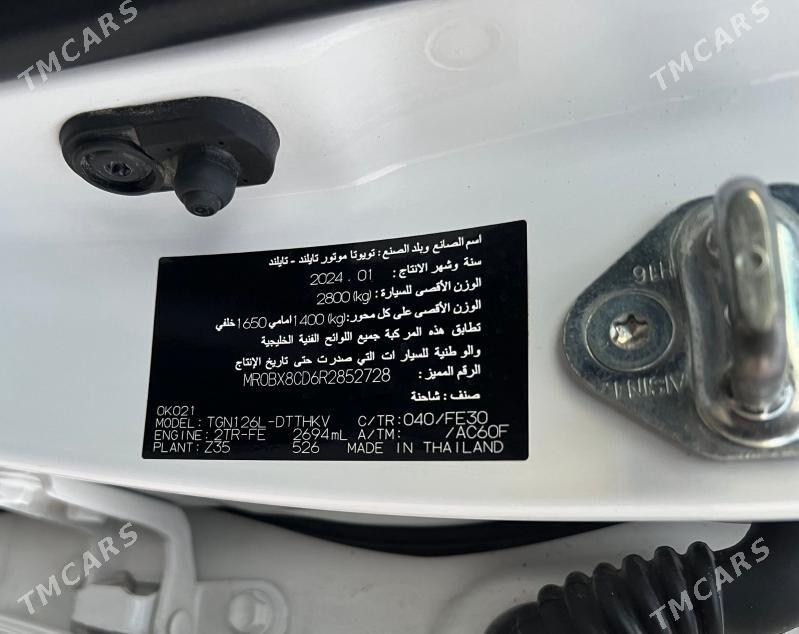 TMCARS
TMCARS
اسم الصانع وبلد الصنع: تويوتا موتور تايلند - تايلند
سنة وشهر الانتاج: 2024 . 01
الوزن الأقصى للسيارة: (kg) 2800
الوزن الأقصى على كل محور: (kg) 1400 امامي 1650 خلفي
تطابق هذه المركبة جميع اللوائح الفنية الخليجية
والوطنية للسيارات التي صدرت حتى تاريخ الإنتاج
الرقم المميز: MR0BX8CD6R2852728
صنف: شاحنة
0K021
MODEL: TGN126L-DTTHKV C/TR: 040/FE30
ENGINE: 2TR-FE 2694mL A/TM: /AC60F
PLANT: Z35 526 MADE IN THAILAND
H16
AISIN
TMCARS
TMCARS